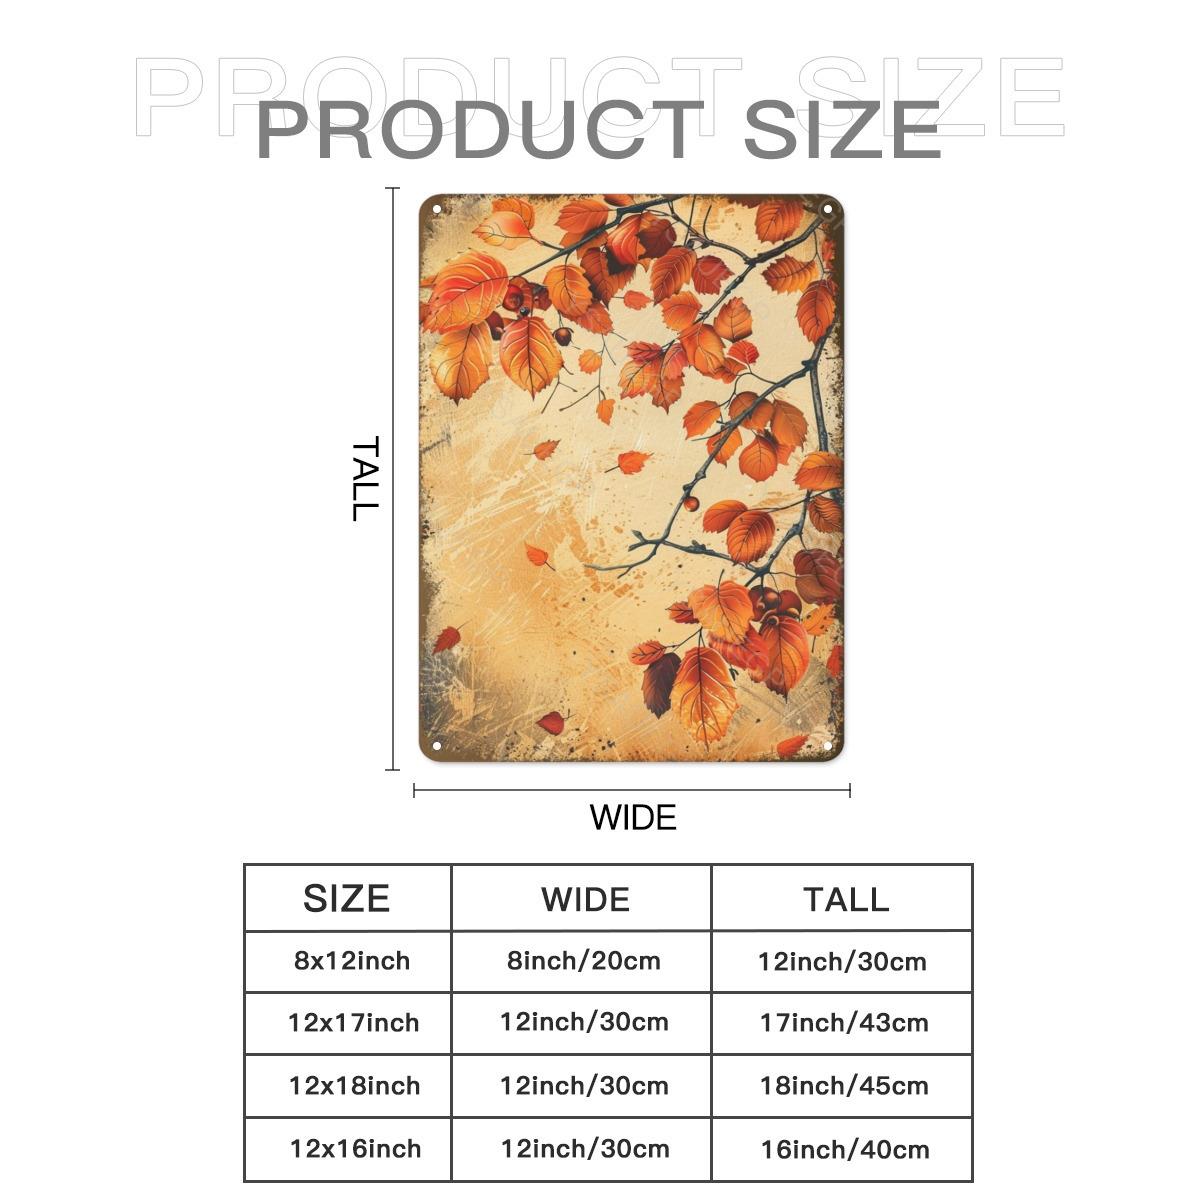 PRODUCT SIZE
PRODUCT SIZE
TALL
WIDE
SIZE WIDE TALL
8x12inch 8inch/20cm 12inch/30cm
12x17inch 12inch/30cm 17inch/43cm
12x18inch 12inch/30cm 18inch/45cm
12x16inch 12inch/30cm 16inch/40cm